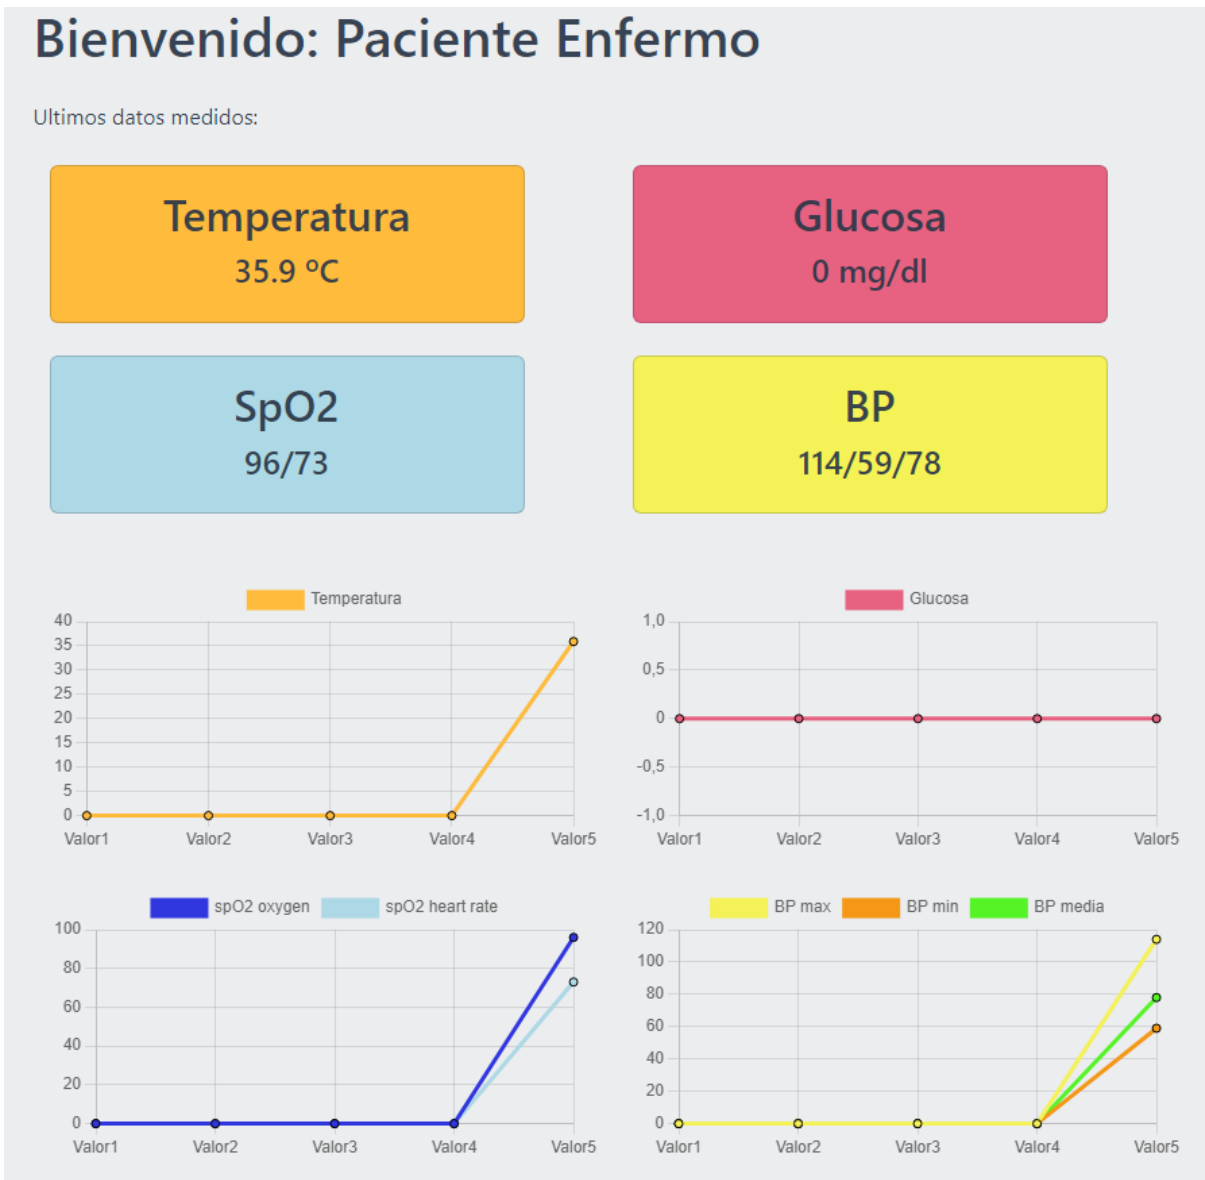 Bienvenido: Paciente Enfermo
Ultimos datos medidos:
Temperatura
35.9 ºC
Glucosa
0 mg/dl
SpO2
96/73
BP
114/59/78
Temperatura
40
35
30
25
20
15
10
5
0
Valor1 Valor2 Valor3 Valor4 Valor5
Glucosa
1,0
0,5
0
-0,5
-1,0
Valor1 Valor2 Valor3 Valor4 Valor5
spO2 oxygen spO2 heart rate
100
80
60
40
20
0
Valor1 Valor2 Valor3 Valor4 Valor5
BP max BP min BP media
120
100
80
60
40
20
0
Valor1 Valor2 Valor3 Valor4 Valor5